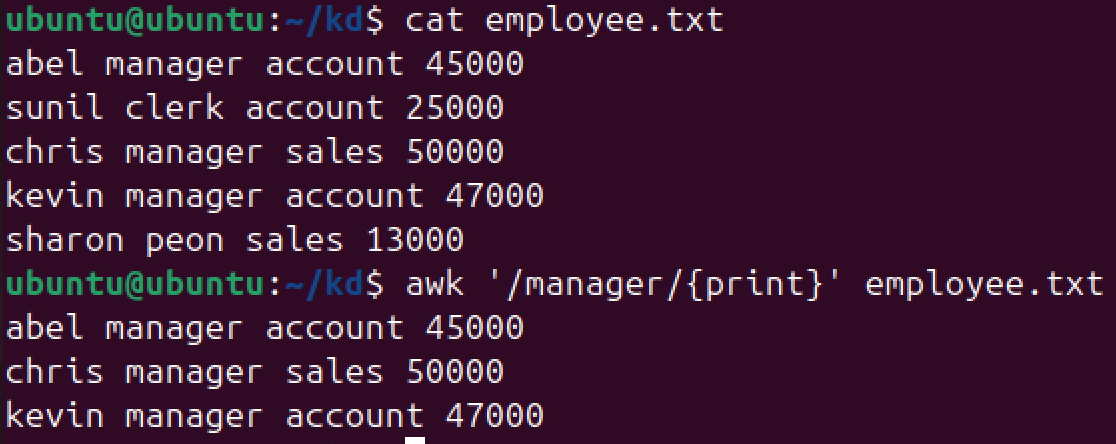 ubuntu@ubuntu:~/kd$ cat employee.txt
abel manager account 45000
sunil clerk account 25000
chris manager sales 50000
kevin manager account 47000
sharon peon sales 13000
ubuntu@ubuntu:~/kd$ awk '/manager/{print}' employee.txt
abel manager account 45000
chris manager sales 50000
kevin manager account 47000